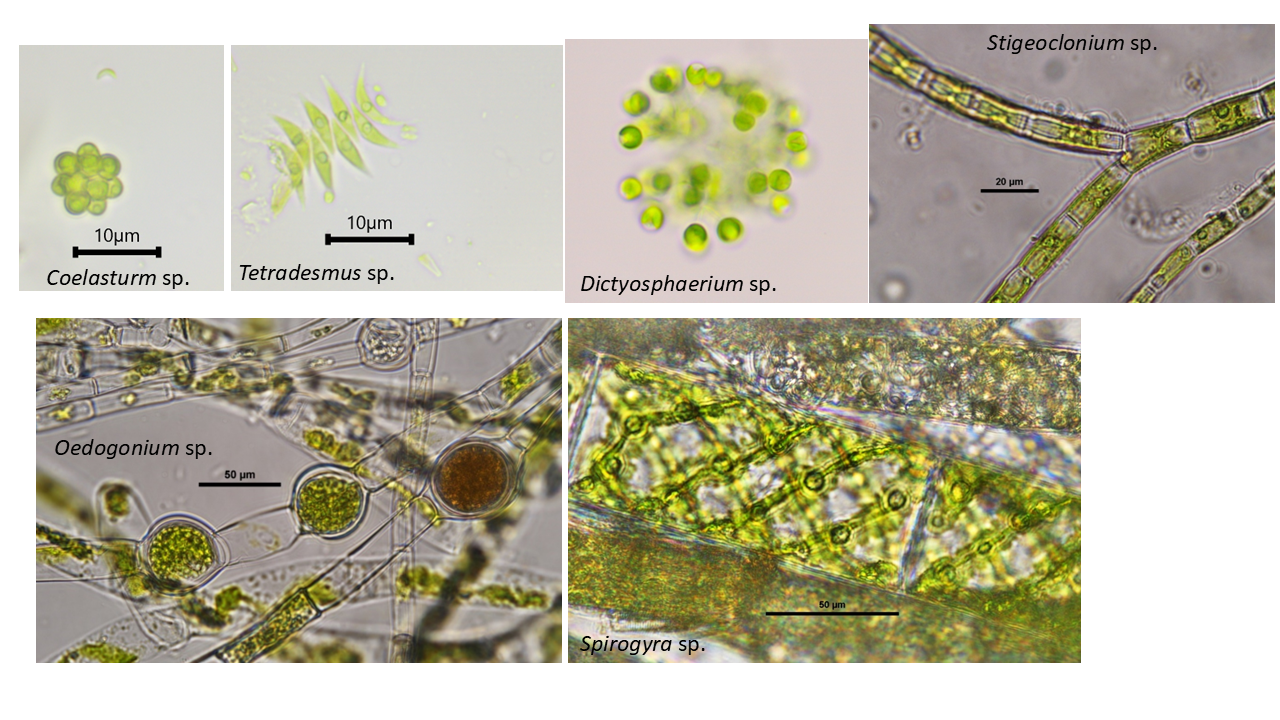 10µm
Coelasturm sp.
10µm
Tetradesmus sp.
Dictyosphaerium sp.
Stigeoclonium sp.
20 µm
Oedogonium sp.
50 µm
50 µm
Spirogyra sp.